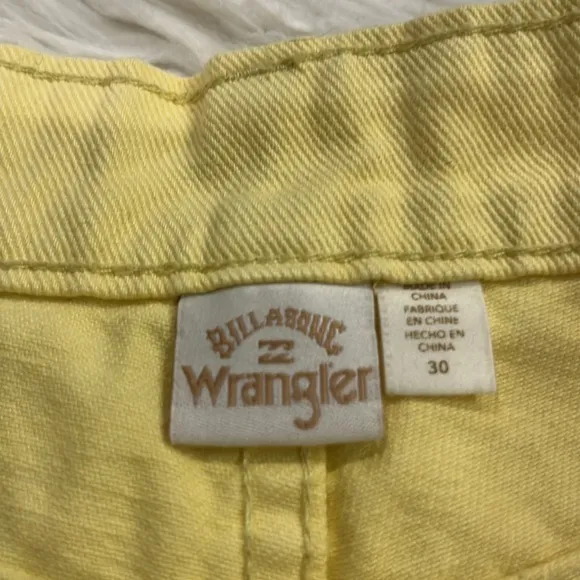 BILLABONG
Wrangler
MADE IN
CHINA
FABRIQUE
EN CHINE
HECHO EN
CHINA
30